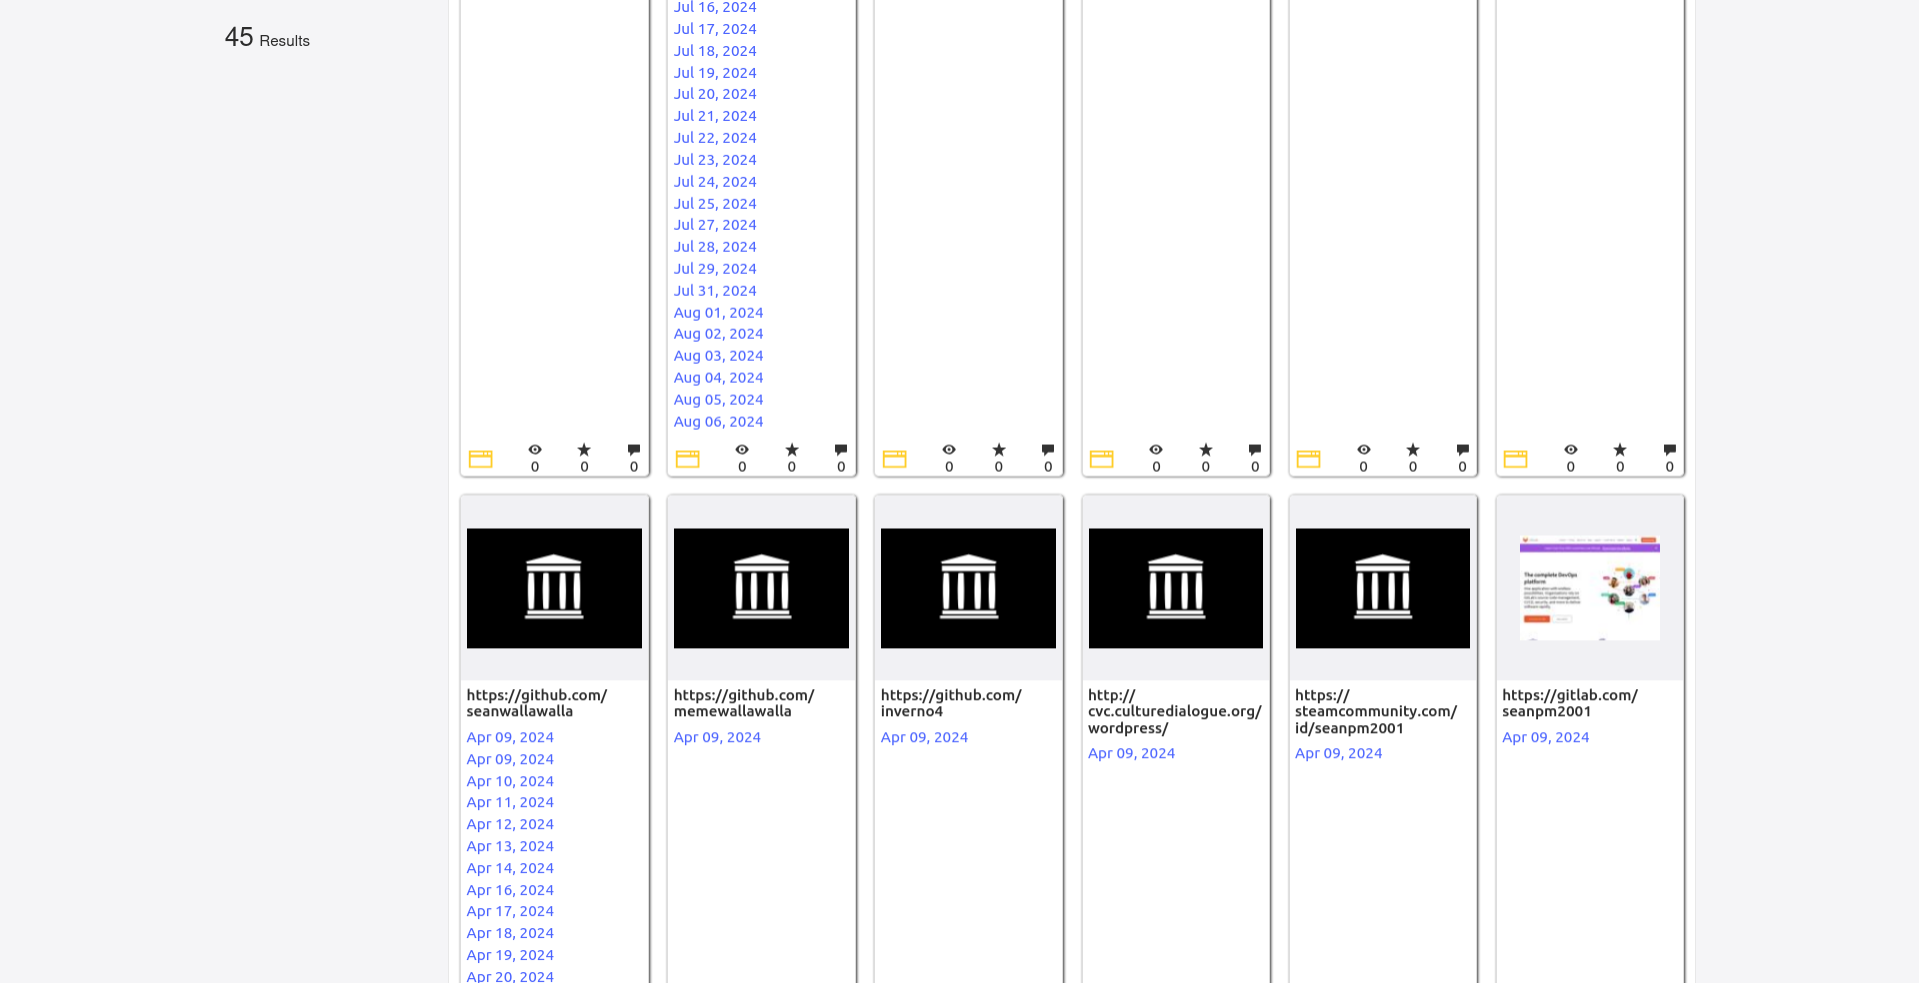 45 Results
Jul 16, 2024
Jul 17, 2024
Jul 18, 2024
Jul 19, 2024
Jul 20, 2024
Jul 21, 2024
Jul 22, 2024
Jul 23, 2024
Jul 24, 2024
Jul 25, 2024
Jul 27, 2024
Jul 28, 2024
Jul 29, 2024
Jul 31, 2024
Aug 01, 2024
Aug 02, 2024
Aug 03, 2024
Aug 04, 2024
Aug 05, 2024
Aug 06, 2024
0 0 0
0 0 0
0 0 0
0 0 0
0 0 0
0 0 0
https://github.com/
seanwallawalla
Apr 09, 2024
Apr 09, 2024
Apr 10, 2024
Apr 11, 2024
Apr 12, 2024
Apr 13, 2024
Apr 14, 2024
Apr 16, 2024
Apr 17, 2024
Apr 18, 2024
Apr 19, 2024
Apr 20, 2024
https://github.com/
memewallawalla
Apr 09, 2024
https://github.com/
inverno4
Apr 09, 2024
http://
cvc.culturedialogue.org/
wordpress/
Apr 09, 2024
https://
steamcommunity.com/
id/seanpm2001
Apr 09, 2024
The complete DevOps
platform
https://gitlab.com/
seanpm2001
Apr 09, 2024